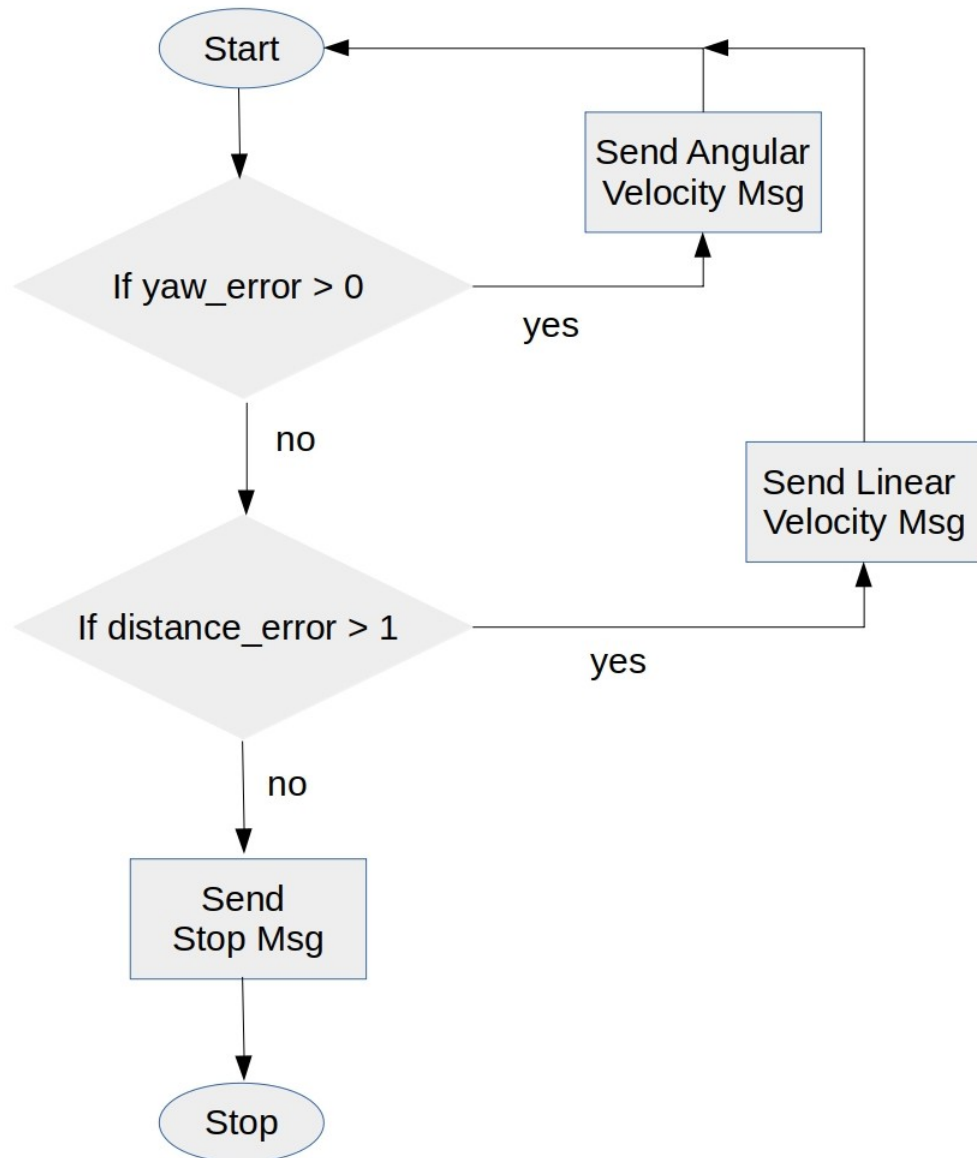 Start
Send Angular
Velocity Msg
If yaw_error > 0
yes
no
Send Linear
Velocity Msg
If distance_error > 1
yes
no
Send
Stop Msg
Stop